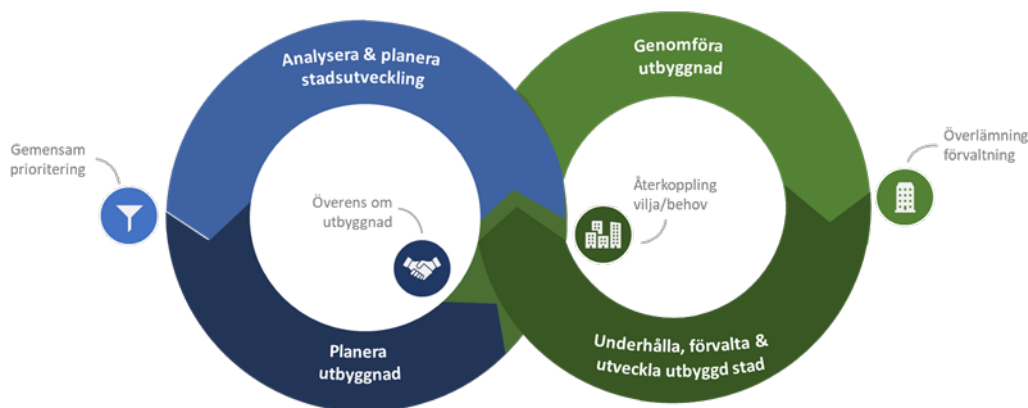 Analysera & planera
stadsutveckling
Genomföra
utbyggnad
Gemensam
prioritering
Överens om
utbyggnad
Återkoppling
vilja/behov
Överlämning
förvaltning
Planera
utbyggnad
Underhålla, förvalta &
utveckla utbyggd stad